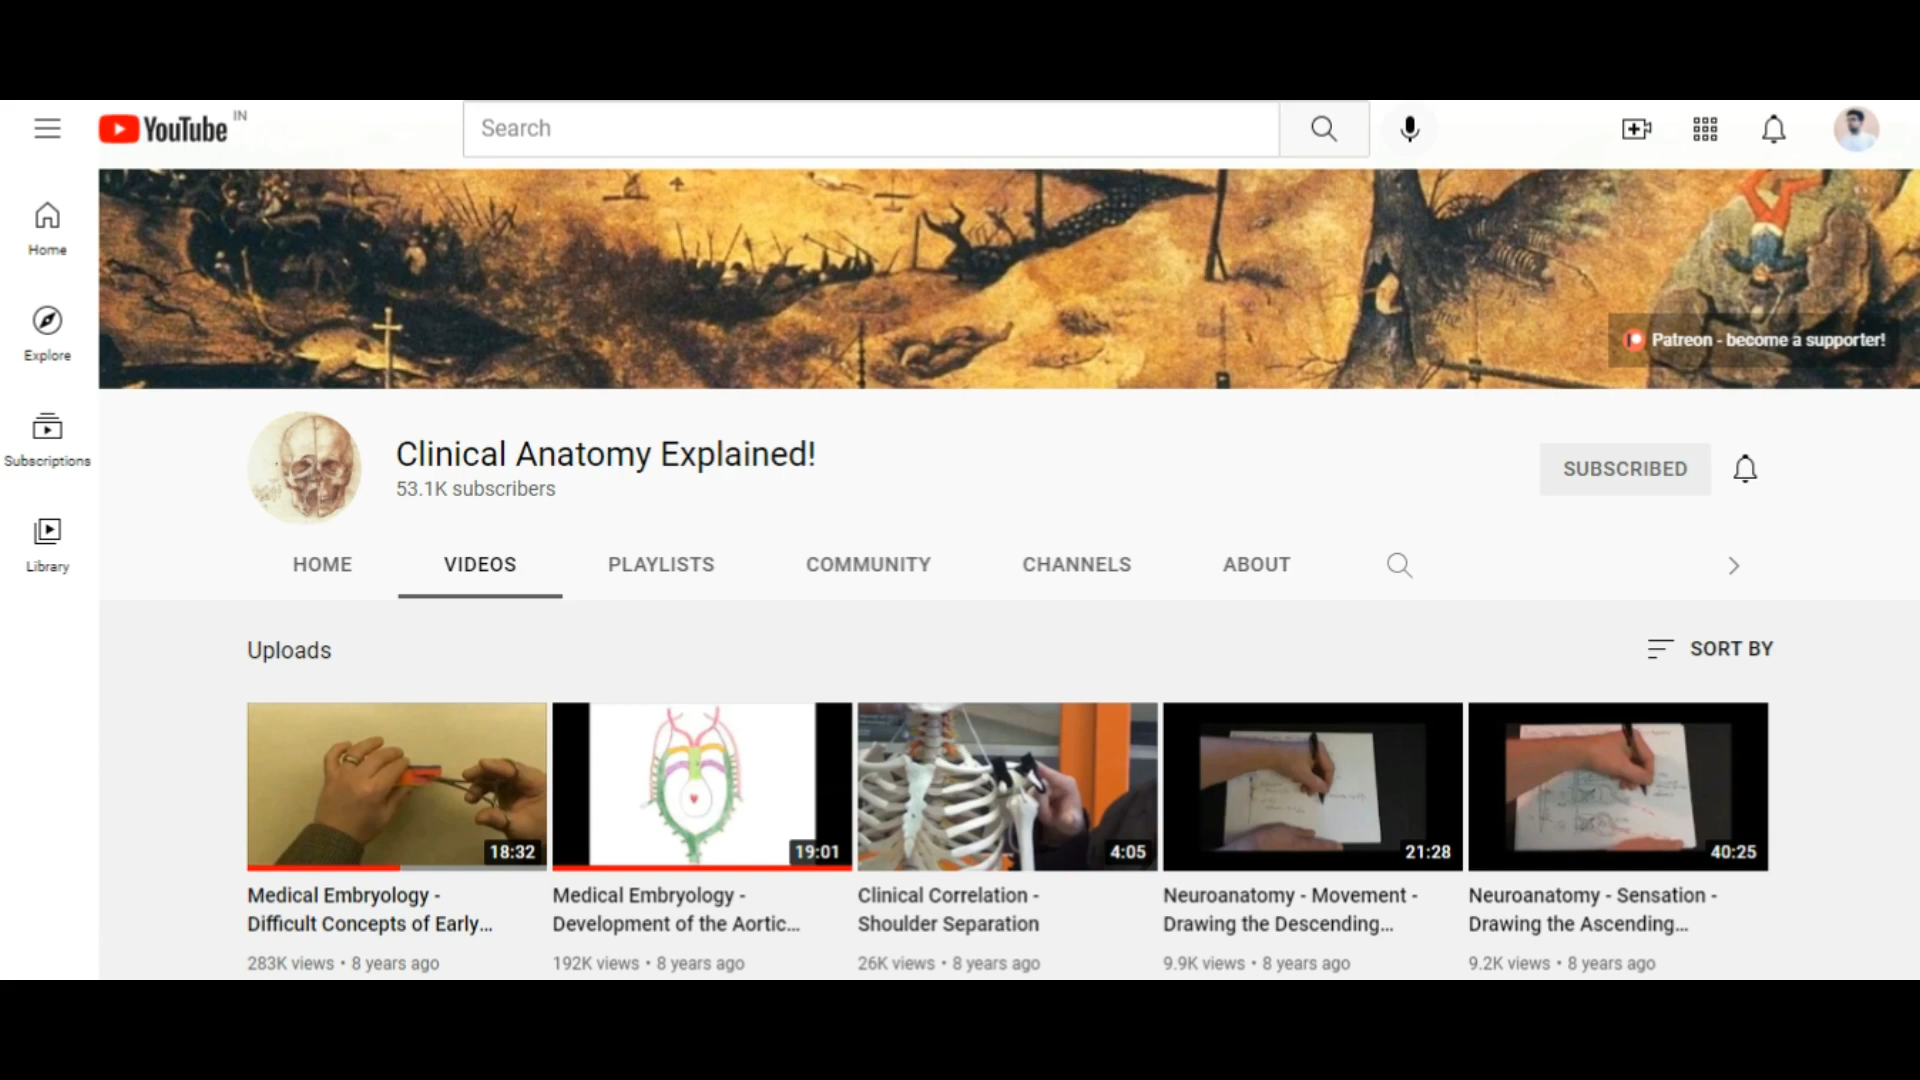 YouTube IN
Search
Home
Explore
Subscriptions
Library
Patreon - become a supporter!
Clinical Anatomy Explained!
53.1K subscribers
SUBSCRIBED
HOME VIDEOS PLAYLISTS COMMUNITY CHANNELS ABOUT
Uploads
SORT BY
18:32
19:01
4:05
21:28
40:25
Medical Embryology -
Difficult Concepts of Early...
283K views • 8 years ago
Medical Embryology -
Development of the Aortic...
192K views • 8 years ago
Clinical Correlation -
Shoulder Separation
26K views • 8 years ago
Neuroanatomy - Movement -
Drawing the Descending...
9.9K views • 8 years ago
Neuroanatomy - Sensation -
Drawing the Ascending...
9.2K views • 8 years ago